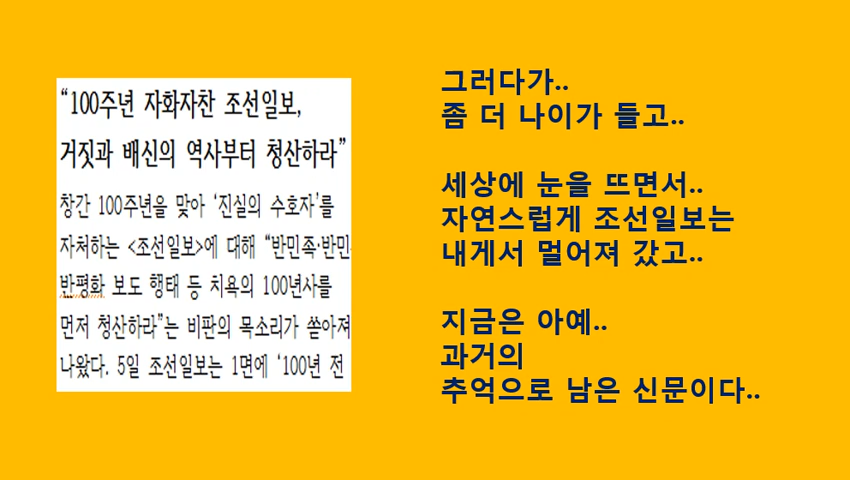 “100주년 자화자찬 조선일보,
거짓과 배신의 역사부터 청산하라”
창간 100주년을 맞아 ‘진실의 수호자’를
자처하는 <조선일보>에 대해 “반민족·반민
반평화 보도 행태 등 치욕의 100년사를
먼저 청산하라”는 비판의 목소리가 쏟아져
나왔다. 5일 조선일보는 1면에 ‘100년 전
그러다가..
좀 더 나이가 들고..
세상에 눈을 뜨면서..
자연스럽게 조선일보는
내게서 멀어져 갔고..
지금은 아예..
과거의
추억으로 남은 신문이다..